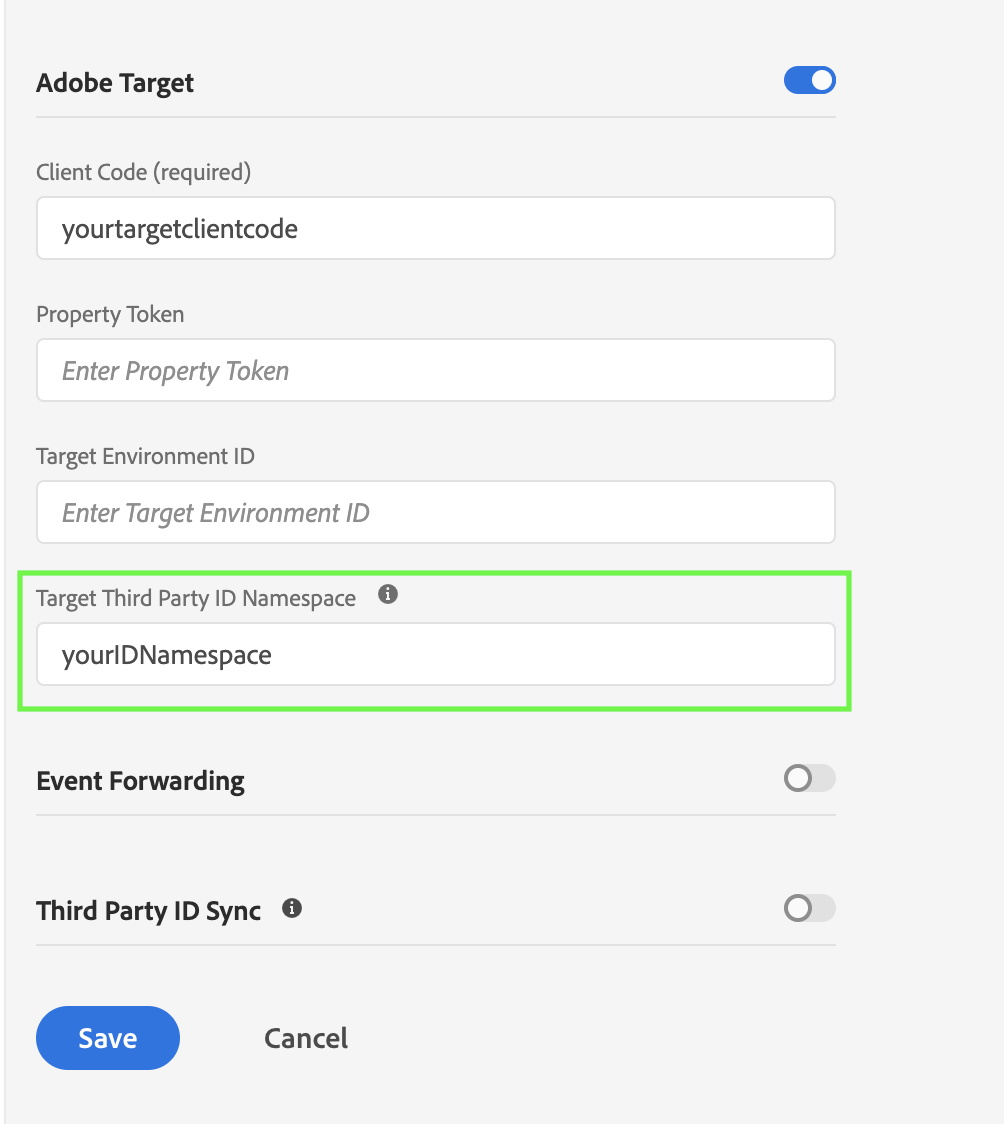 Adobe Target
Client Code (required)
yourtargetclientcode
Property Token
Enter Property Token
Target Environment ID
Enter Target Environment ID
Target Third Party ID Namespace
yourIDNamespace
Event Forwarding
Third Party ID Sync
Save Cancel